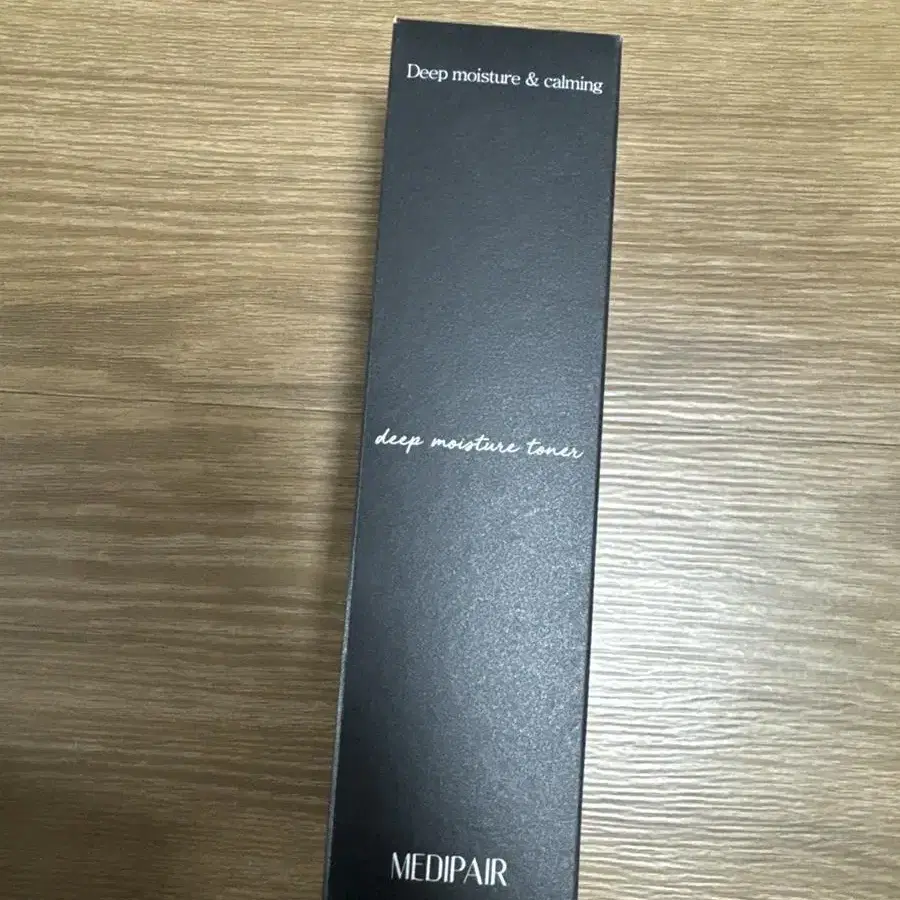 Deep moisture & calming
deep moisture toner
MEDIPAIR